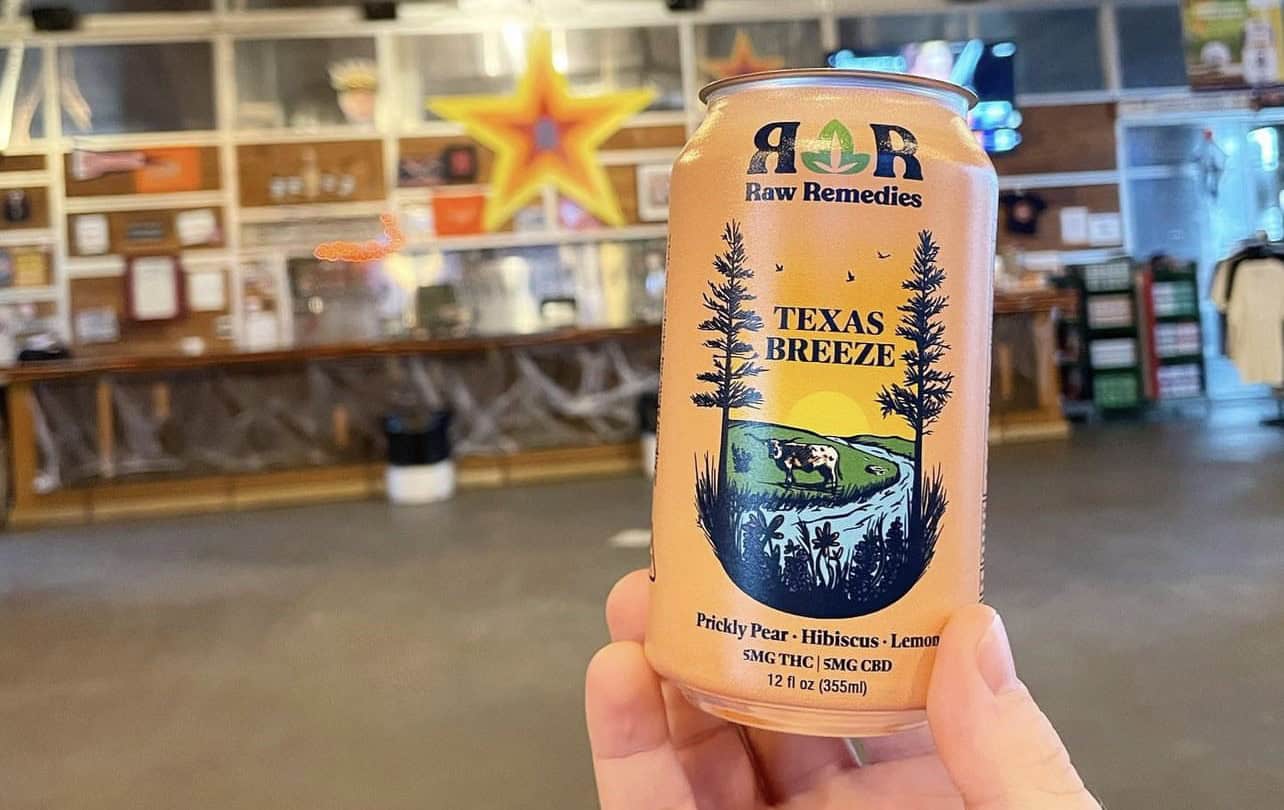 RR
Raw Remedies
TEXAS
BREEZE
Prickly Pear · Hibiscus · Lemon
5MG THC | 5MG CBD
12 fl oz (355ml)